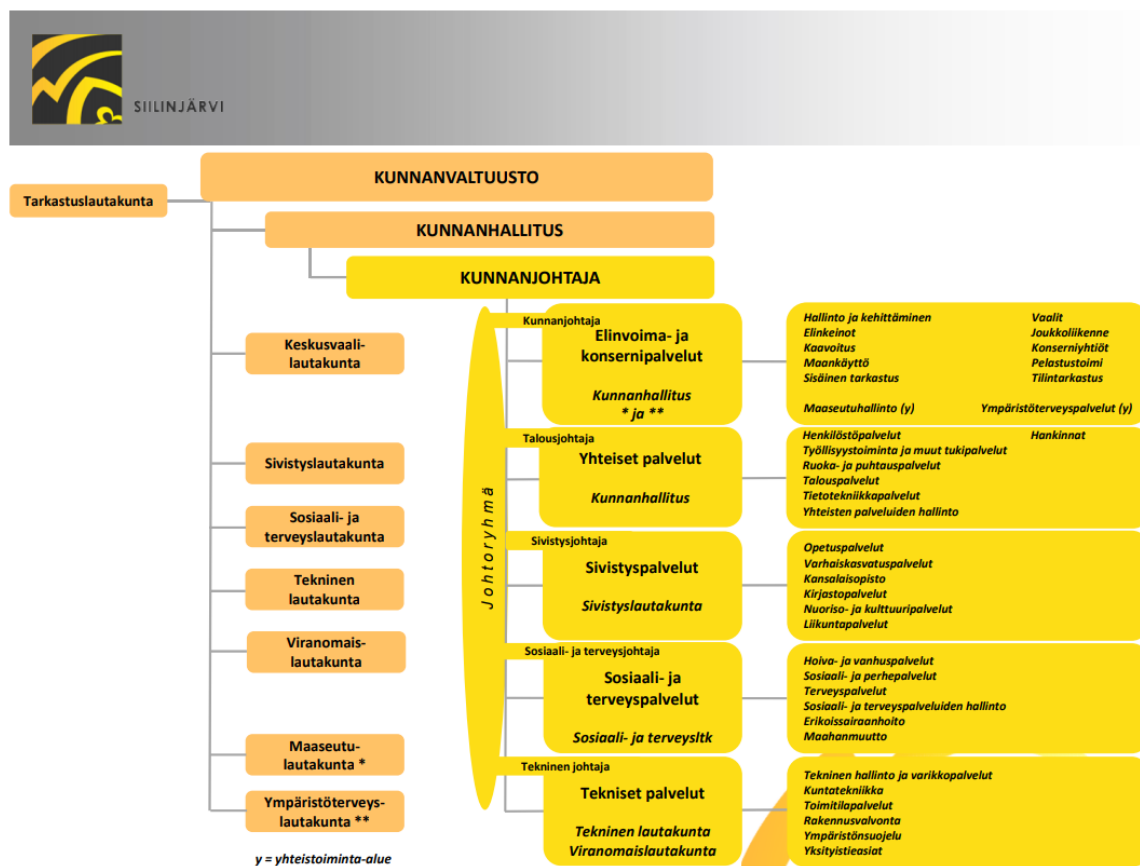 SIILINJÄRVI
KUNNANVALTUUSTO
Tarkastuslautakunta
KUNNANHALLITUS
KUNNANJOHTAJA
Keskusvaali-
lautakunta
Sivistyslautakunta
Sosiaali- ja
terveyslautakunta
Tekninen
lautakunta
Viranomais-
lautakunta
Maaseutu-
lautakunta *
Ympäristöterveys-
lautakunta **
y = yhteistoiminta-alue
Johtoryhmä
Kunnanjohtaja
Elinvoima- ja
konsernipalvelut
Kunnanhallitus
* ja **
Hallinto ja kehittäminen Vaalit
Elinkeinot Joukkoliikenne
Kaavoitus Konserniyhtiöt
Maankäyttö Pelastustoimi
Sisäinen tarkastus Tilintarkastus
Maaseutuhallinto (y) Ympäristöterveyspalvelut (y)
Talousjohtaja
Yhteiset palvelut
Kunnanhallitus
Henkilöstöpalvelut Hankinnat
Työllisyystoiminta ja muut tukipalvelut
Ruoka- ja puhtauspalvelut
Talouspalvelut
Tietotekniikkapalvelut
Yhteisten palveluiden hallinto
Sivistysjohtaja
Sivistyspalvelut
Sivistyslautakunta
Opetuspalvelut
Varhaiskasvatuspalvelut
Kansalaisopisto
Kirjastopalvelut
Nuoriso- ja kulttuuripalvelut
Liikuntapalvelut
Sosiaali- ja terveysjohtaja
Sosiaali- ja
terveyspalvelut
Sosiaali- ja terveysltk
Hoiva- ja vanhuspalvelut
Sosiaali- ja perhepalvelut
Terveyspalvelut
Sosiaali- ja terveyspalveluiden hallinto
Erikoissairaanhoito
Maahanmuutto
Tekninen johtaja
Tekniset palvelut
Tekninen lautakunta
Viranomaislautakunta
Tekninen hallinto ja varikkopalvelut
Kuntatekniikka
Toimitilapalvelut
Rakennusvalvonta
Ympäristönsuojelu
Yksityistieasiat